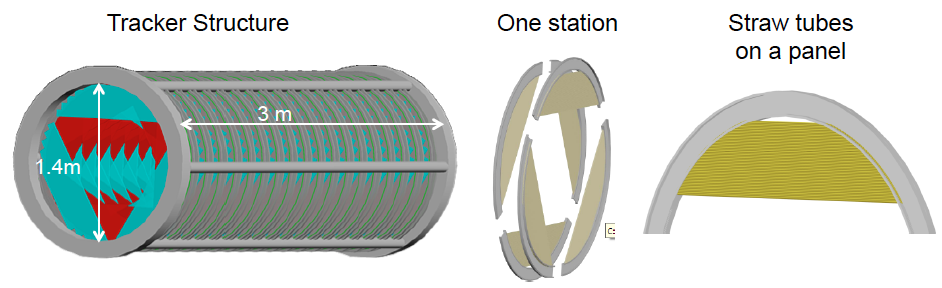 Tracker Structure
One station
Straw tubes
on a panel
3 m
1.4m